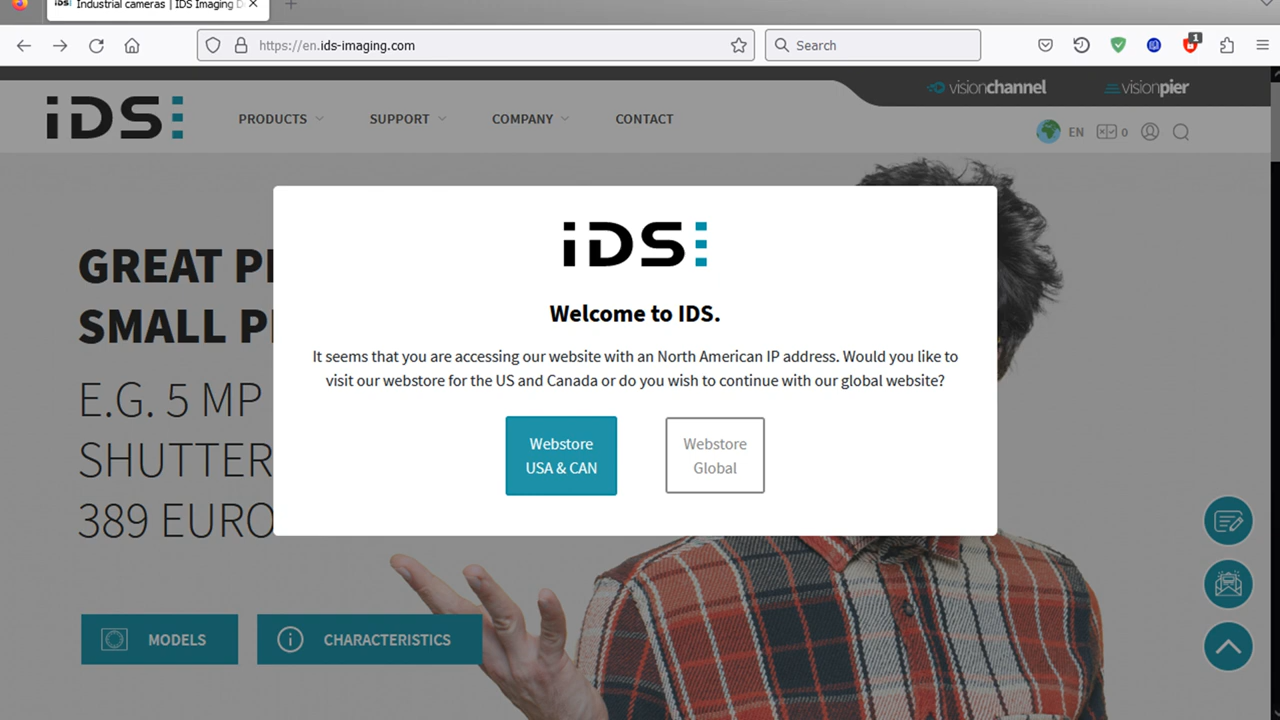 Industrial cameras | IDS Imaging D
https://en.ids-imaging.com
Search
1
visionchannel
visionpier
iDS
PRODUCTS
SUPPORT
COMPANY
CONTACT
EN
0
GREAT P
SMALL P
E.G. 5 MP
SHUTTER
389 EURO
iDS
Welcome to IDS.
It seems that you are accessing our website with an North American IP address. Would you like to
visit our webstore for the US and Canada or do you wish to continue with our global website?
Webstore
USA & CAN
Webstore
Global
MODELS
CHARACTERISTICS